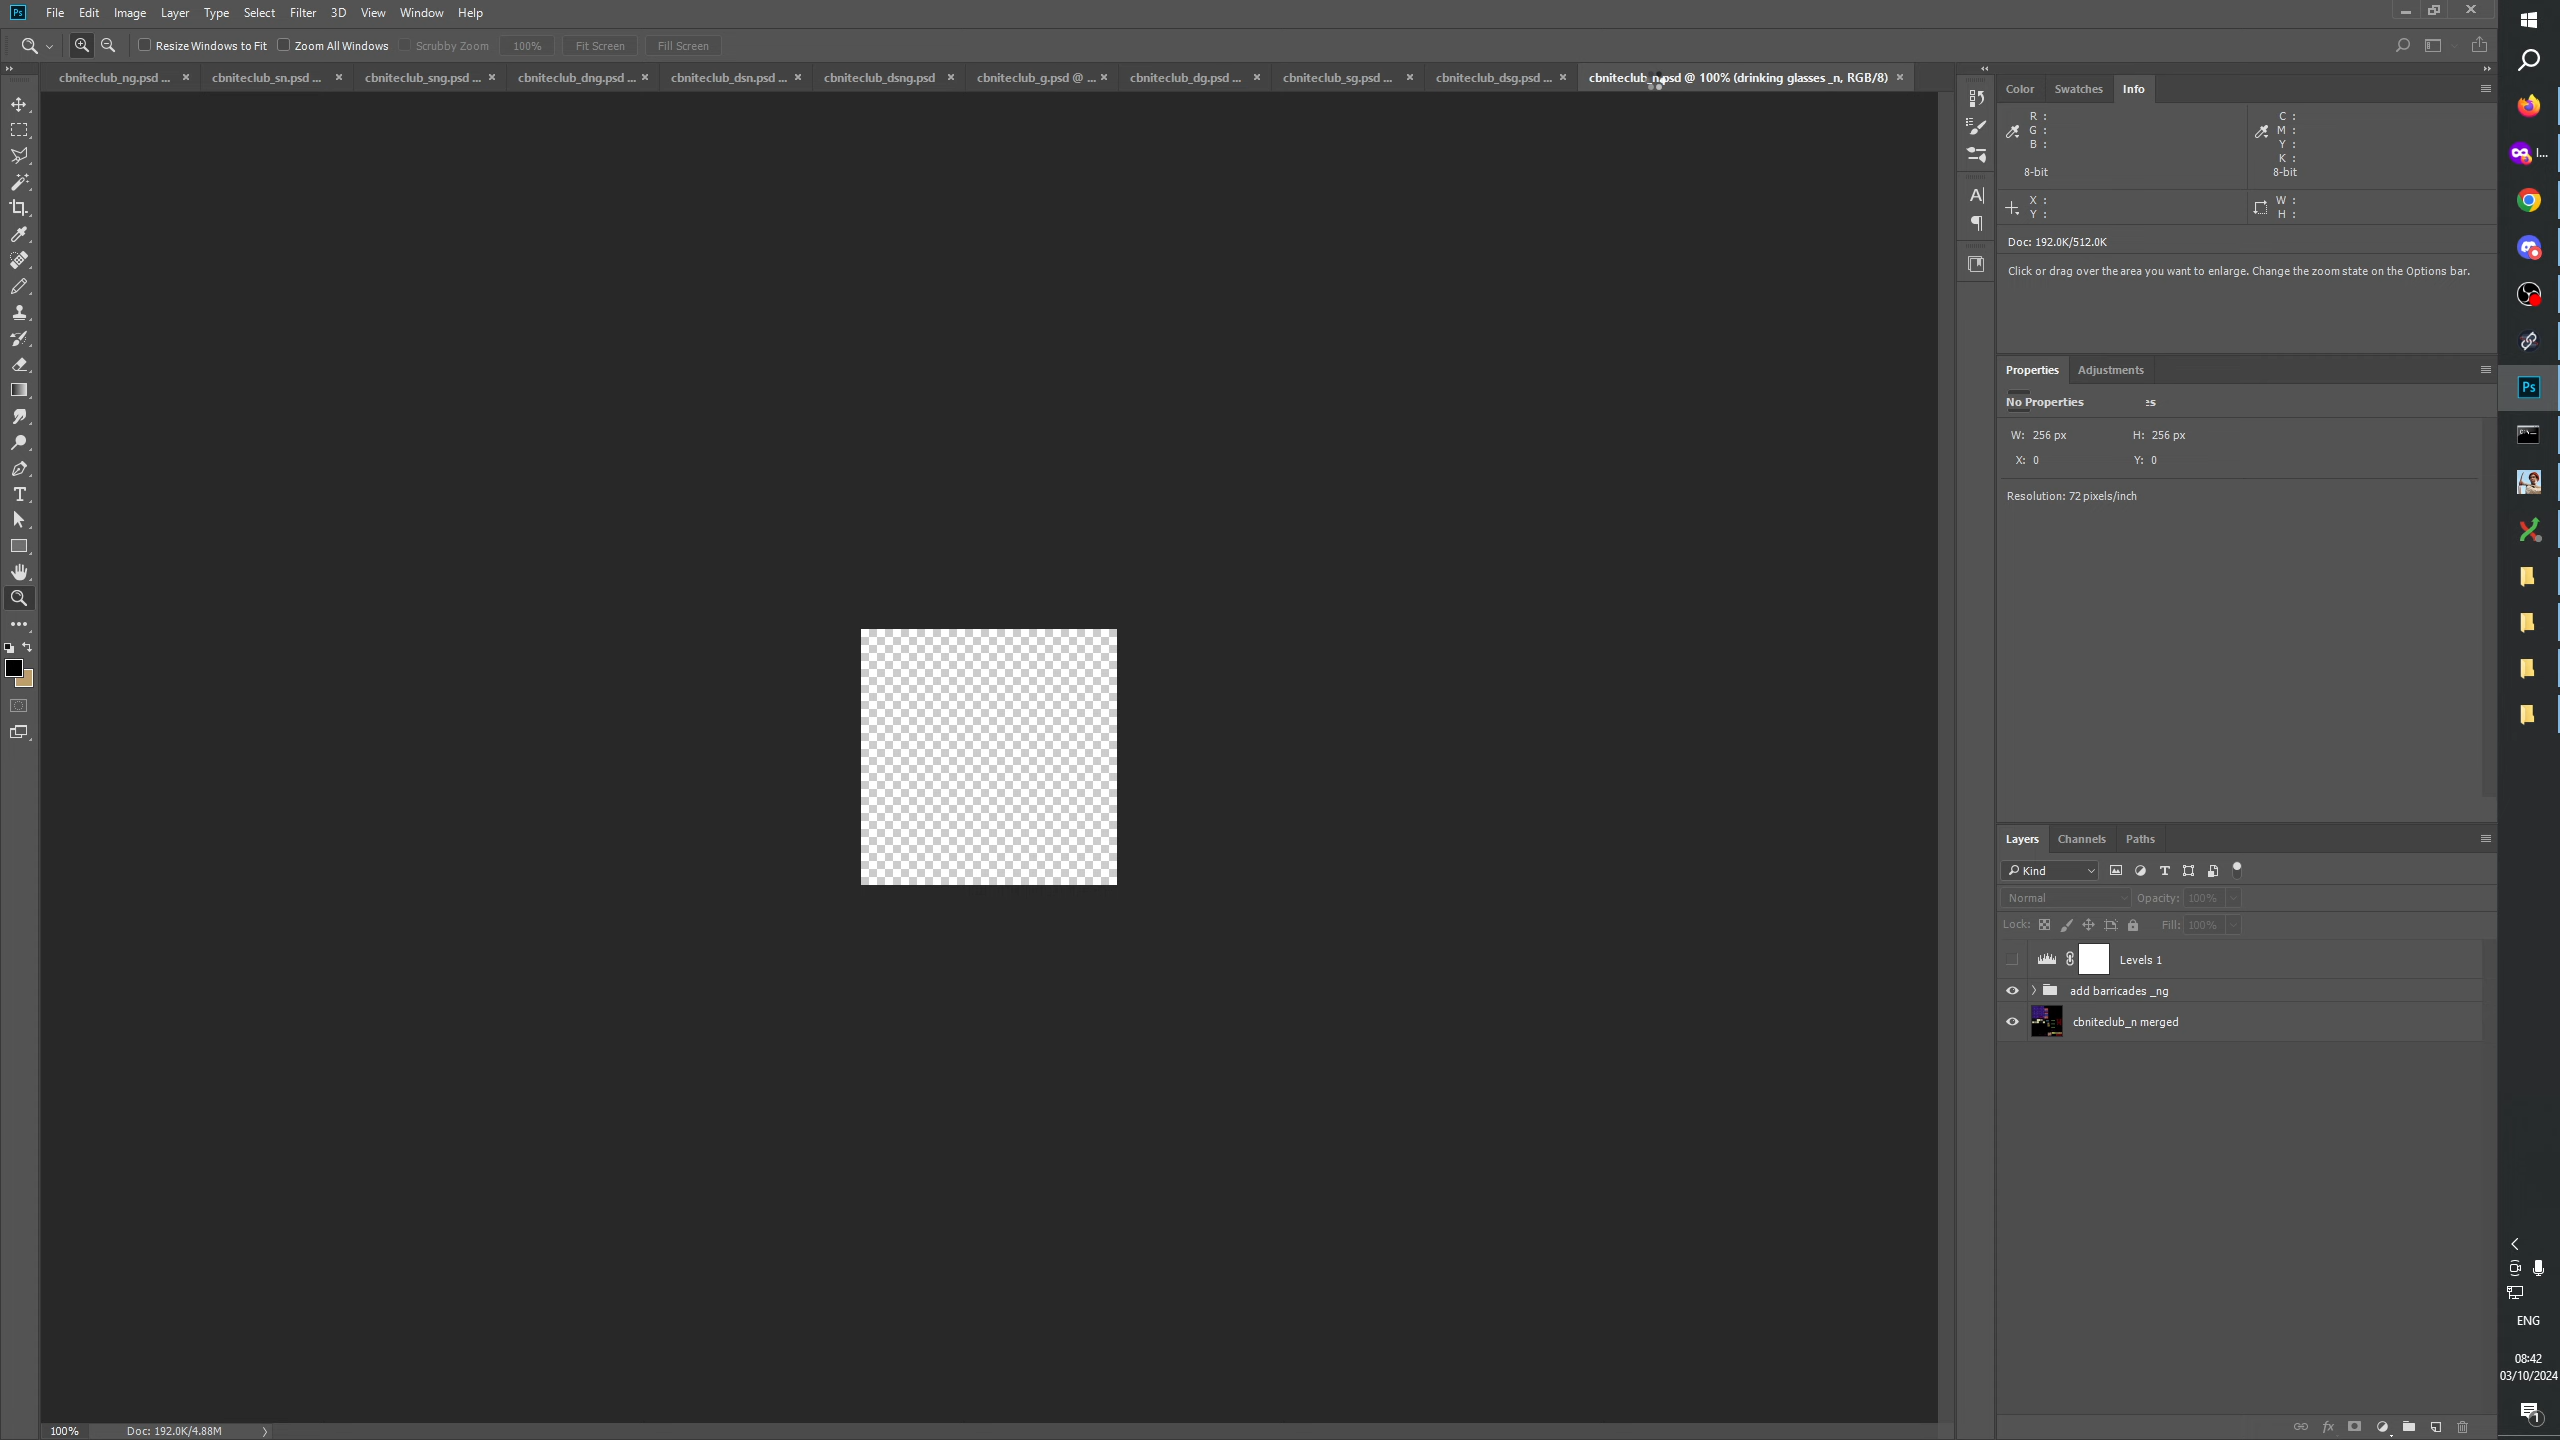 Ps File Edit Image Layer Type Select Filter 3D View Window Help
Resize Windows to Fit Zoom All Windows Scrubby Zoom 100% Fit Screen Fill Screen
cbniteclub_ng.psd ... × cbniteclub_sn.psd ... × cbniteclub_sng.psd ... × cbniteclub_dng.psd ... × cbniteclub_dsn.psd ... × cbniteclub_dsng.psd × cbniteclub_g.psd @ ... × cbniteclub_dg.psd ... × cbniteclub_sg.psd ... × cbniteclub_dsg.psd ... × cbniteclub_n.psd @ 100% (drinking glasses _n, RGB/8) ×
Color Swatches Info
R : C :
G : M :
B : Y :
K :
8-bit 8-bit
X : W :
Y : H :
Doc: 192.0K/512.0K
Click or drag over the area you want to enlarge. Change the zoom state on the Options bar.
Properties Adjustments
No Properties es
W: 256 px H: 256 px
X: 0 Y: 0
Resolution: 72 pixels/inch
Layers Channels Paths
Kind
Normal Opacity: 100%
Lock: Fill: 100%
Levels 1
add barricades _ng
cbniteclub_n merged
100% Doc: 192.0K/4.88M
I...
Ps
ENG
08:42
03/10/2024
1